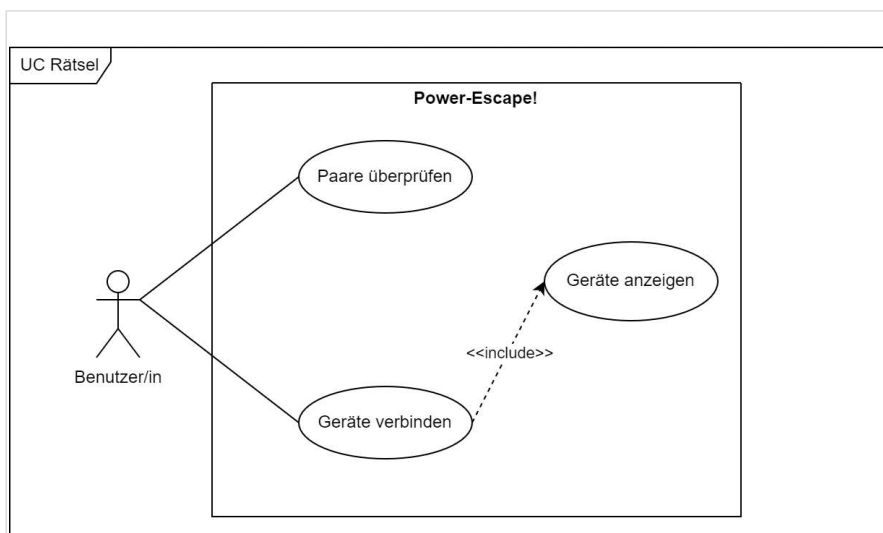 UC Rätsel
Power-Escape!
Paare überprüfen
Geräte anzeigen
<<include>>
Benutzer/in
Geräte verbinden